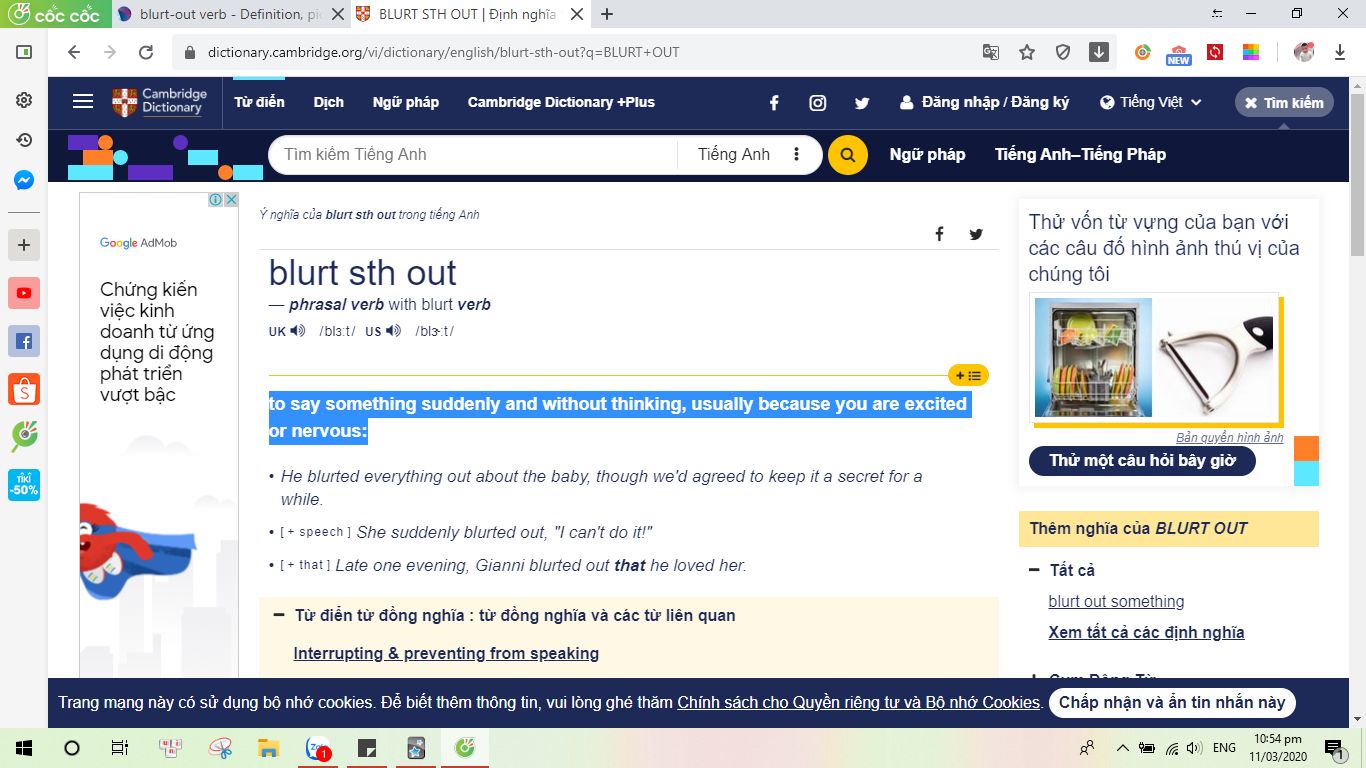 cốc cốc
blurt-out verb - Definition, pi
BLURT STH OUT | Định nghĩa
dictionary.cambridge.org/vi/dictionary/english/blurt-sth-out?q=BLURT+OUT
NEW
Cambridge
Dictionary
Từ điển
Dịch
Ngữ pháp
Cambridge Dictionary +Plus
Đăng nhập / Đăng ký
Tiếng Việt
Tìm kiếm
Tìm kiếm Tiếng Anh
Tiếng Anh
Ngữ pháp
Tiếng Anh–Tiếng Pháp
Google AdMob
Chứng kiến
việc kinh
doanh từ ứng
dụng di động
phát triển
vượt bậc
TIKI
-50%
Ý nghĩa của blurt sth out trong tiếng Anh
blurt sth out
— phrasal verb with blurt verb
UK /blɜːt/ US /blɝːt/
to say something suddenly and without thinking, usually because you are excited
or nervous:
• He blurted everything out about the baby, though we'd agreed to keep it a secret for a
while.
• [ + speech ] She suddenly blurted out, "I can't do it!"
• [ + that ] Late one evening, Gianni blurted out that he loved her.
Từ điển từ đồng nghĩa : từ đồng nghĩa và các từ liên quan
Interrupting & preventing from speaking
Thử vốn từ vựng của bạn với
các câu đố hình ảnh thú vị của
chúng tôi
Bản quyền hình ảnh
Thử một câu hỏi bây giờ
Thêm nghĩa của BLURT OUT
Tất cả
blurt out something
Xem tất cả các định nghĩa
Cụm Động Từ
Trang mạng này có sử dụng bộ nhớ cookies. Để biết thêm thông tin, vui lòng ghé thăm Chính sách cho Quyền riêng tư và Bộ nhớ Cookies.
Chấp nhận và ẩn tin nhắn này
1
ENG
10:54 pm
11/03/2020
1